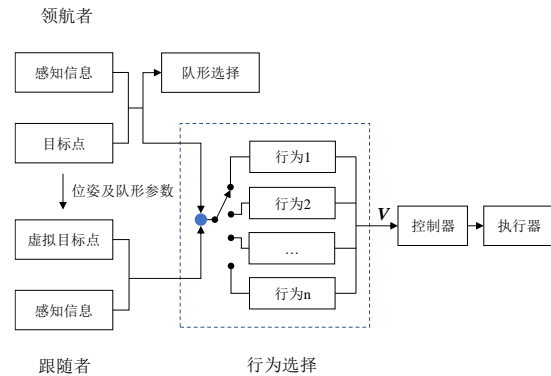 领航者
感知信息
队形选择
目标点
行为1
位姿及队形参数
行为2
虚拟目标点
V
控制器
执行器
...
感知信息
行为n
跟随者
行为选择